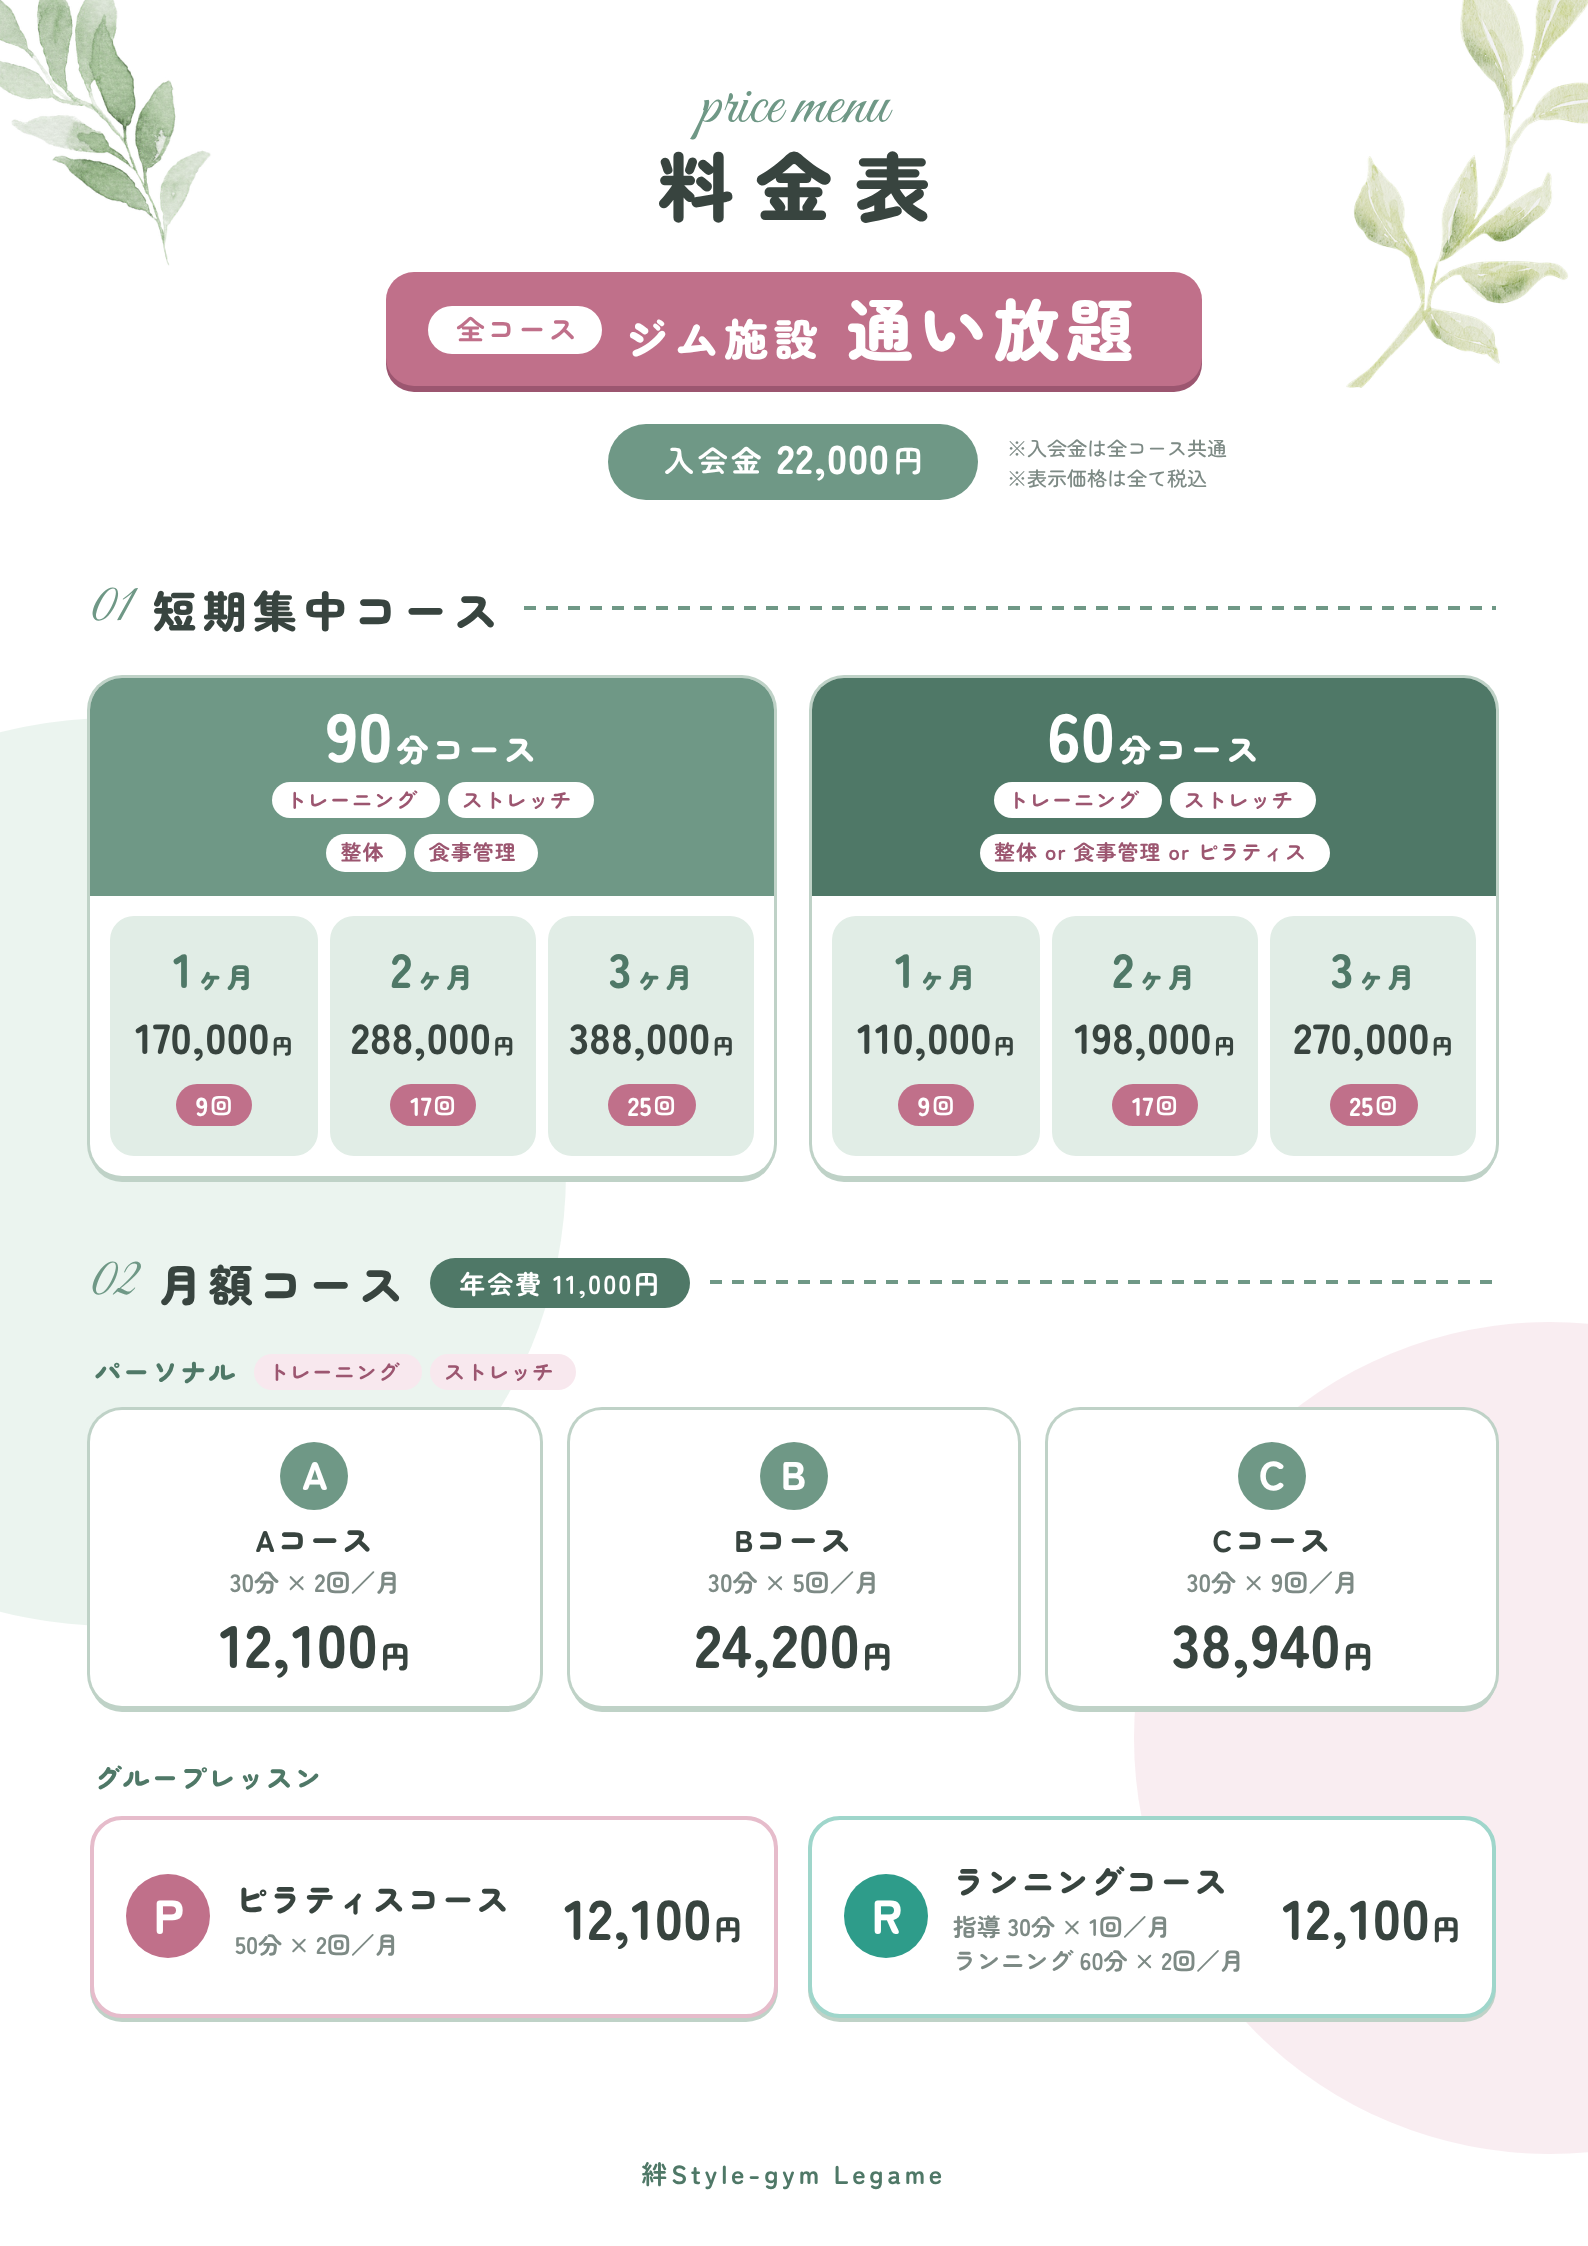 price menu
料金表
全コース ジム施設 通い放題
入会金 22,000円
※入会金は全コース共通
※表示価格は全て税込
01 短期集中コース
90分コース
トレーニング ストレッチ
整体 食事管理
1ヶ月
170,000円
9回
2ヶ月
288,000円
17回
3ヶ月
388,000円
25回
60分コース
トレーニング ストレッチ
整体 or 食事管理 or ピラティス
1ヶ月
110,000円
9回
2ヶ月
198,000円
17回
3ヶ月
270,000円
25回
02 月額コース 年会費 11,000円
パーソナル トレーニング ストレッチ
A
Aコース
30分 × 2回／月
12,100円
B
Bコース
30分 × 5回／月
24,200円
C
Cコース
30分 × 9回／月
38,940円
グループレッスン
P
ピラティスコース
50分 × 2回／月
12,100円
R
ランニングコース
指導 30分 × 1回／月
ランニング 60分 × 2回／月
12,100円
絆Style-gym Legame